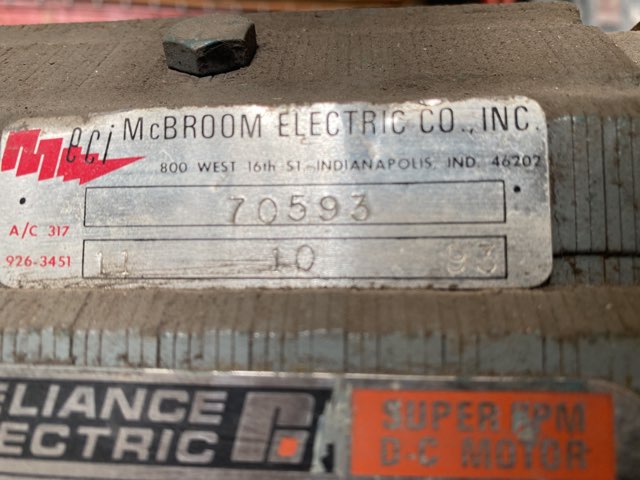 Meci McBROOM ELECTRIC CO., INC.
800 WEST 16th ST. INDIANAPOLIS, IND. 46202
70593
A/C 317
926-3451
11 10 93
ELIANCE
ECTRIC
SUPER RPM
D-C MOTOR